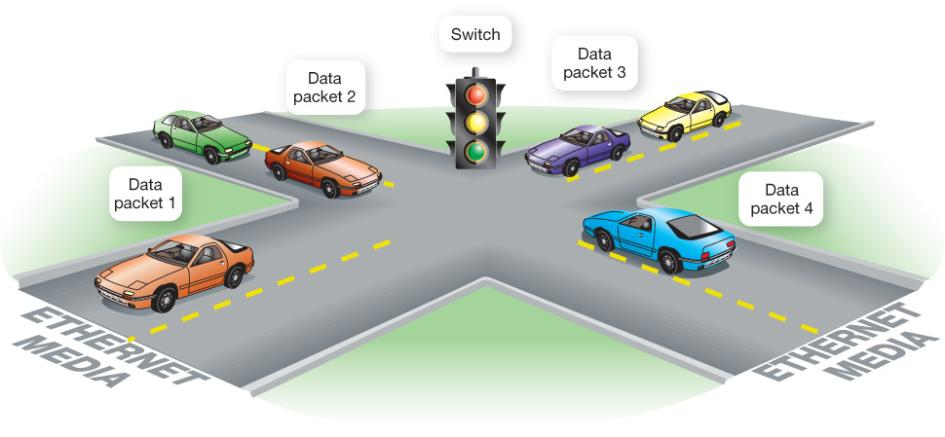 Switch
Data
packet 3
Data
packet 2
Data
packet 1
Data
packet 4
ETHERNET
MEDIA
ETHERNET
MEDIA